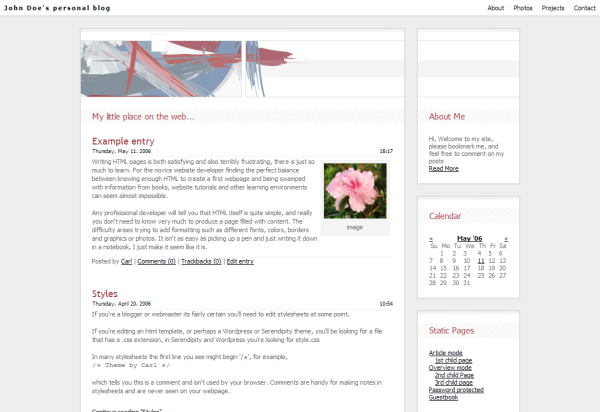 John Doe's personal blog
About Photos Projects Contact
My little place on the web...
Example entry
Thursday, May 11. 2006 18:17
Writing HTML pages is both satisfying and also terribly frustrating, there is just so
much to learn. For the novice website developer finding the perfect balance
between knowing enough HTML to create a first webpage and being swamped
with information from books, website tutorials and other learning environments
can seem almost impossible.
Any professional developer will tell you that HTML itself is quite simple, and really
you don't need to know very much to produce a page filled with content. The
difficulty arises trying to add formatting such as different fonts, colors, borders
and graphics or photos. It isn't as easy as picking up a pen and just writing it down
in a notebook, I just make it seem like it is.
image
Posted by Carl | Comments (0) | Trackbacks (0) | Edit entry
Styles
Thursday, April 20. 2006 10:54
If you're a blogger or webmaster its fairly certain you'll need to edit stylesheets at some point.
If you're editing an html template, or perhaps a Wordpress or Serendipity theme, you'll be looking for a file
that has a .css extension, in Serendipity and Wordpress you're looking for style.css
In many stylesheets the first line you see might begin '/*', for example,
/* Theme by Carl */
which tells you this is a comment and isn't used by your browser. Comments are handy for making notes in
stylesheets and are never seen on your webpage.
Continue reading "Styles"
About Me
Hi, Welcome to my site,
please bookmark me, and
feel free to comment on my
posts
Read More
Calendar
« May '06 »
Su Mo Tu We Th Fr Sa
1 2 3 4 5 6
7 8 9 10 11 12 13
14 15 16 17 18 19 20
21 22 23 24 25 26 27
28 29 30 31
Static Pages
Article mode
1st child page
Overview mode
2nd child Page
3rd child page
Password protected
Guestbook